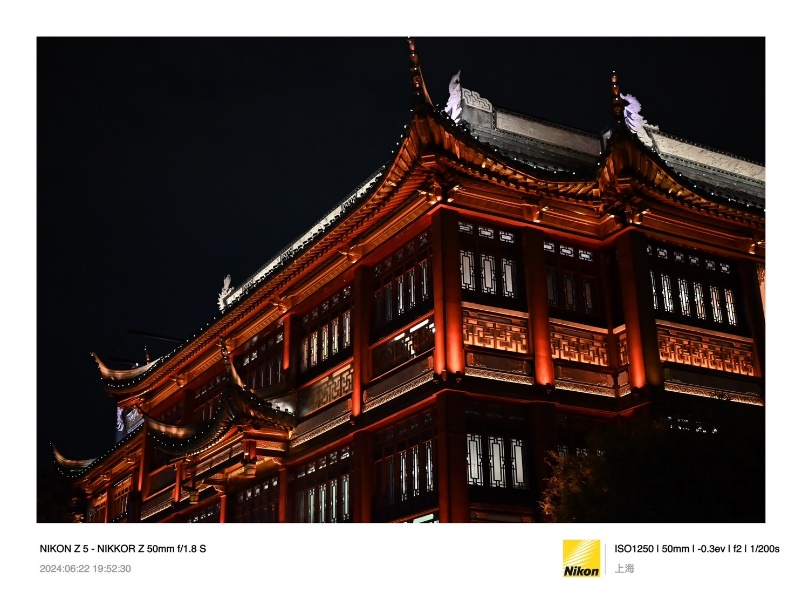 NIKON Z 5 - NIKKOR Z 50mm f/1.8 S
2024:06:22 19:52:30
Nikon
ISO1250 | 50mm | -0.3ev | f2 | 1/200s
上海